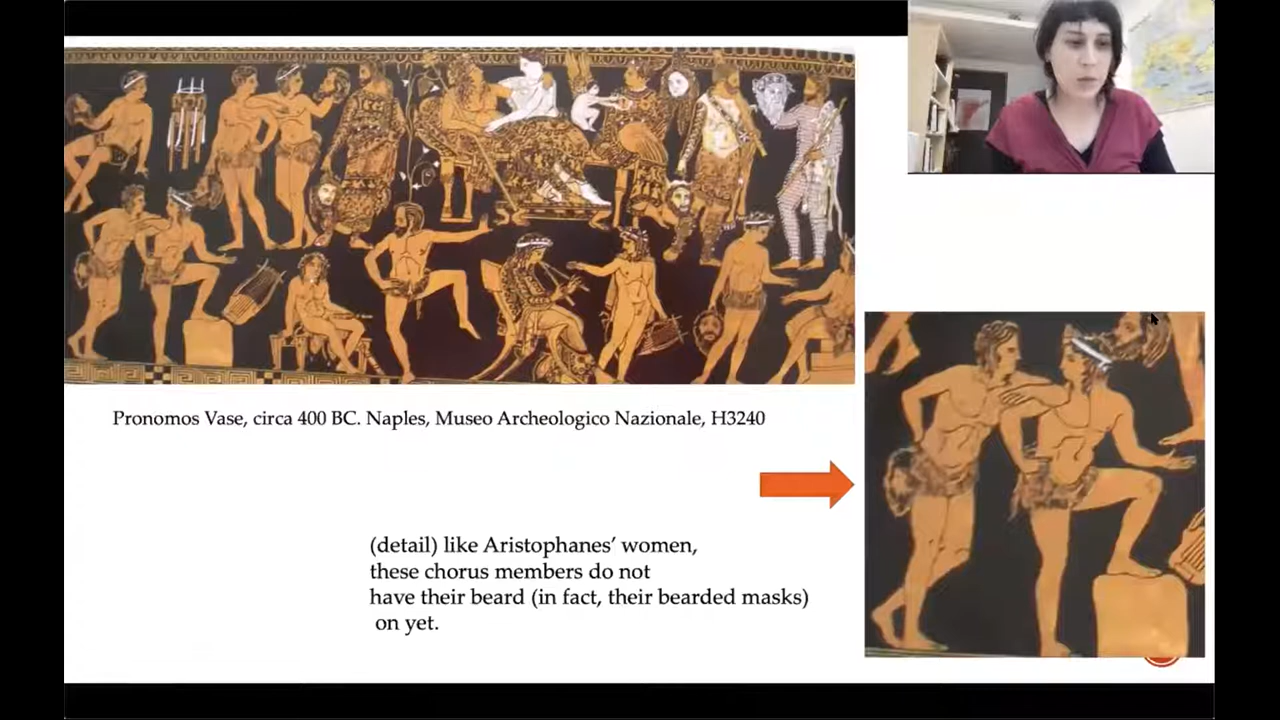 Pronomos Vase, circa 400 BC. Naples, Museo Archeologico Nazionale, H3240
(detail) like Aristophanes’ women,
these chorus members do not
have their beard (in fact, their bearded masks)
on yet.